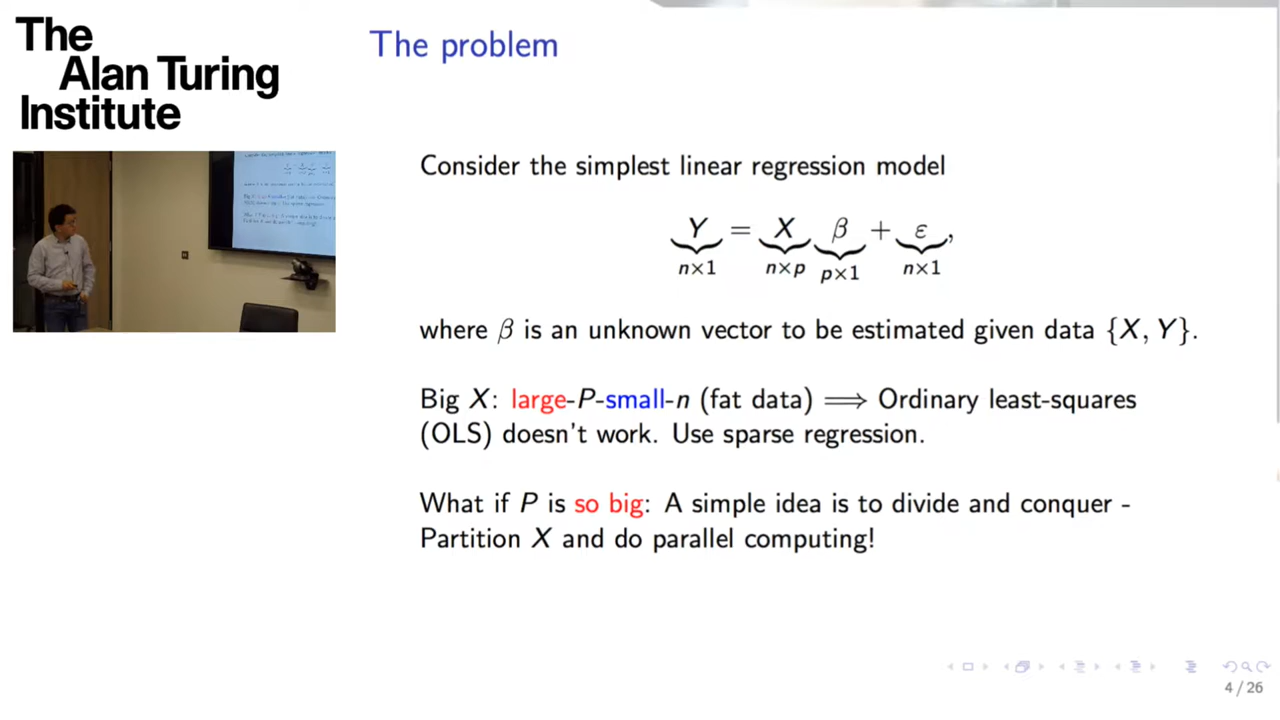 The
Alan Turing
Institute
The problem
Consider the simplest linear regression model
Y = X β + ε,
n×1 n×p p×1 n×1
where β is an unknown vector to be estimated given data {X, Y}.
Big X: large-P-small-n (fat data) ⟹ Ordinary least-squares
(OLS) doesn't work. Use sparse regression.
What if P is so big: A simple idea is to divide and conquer -
Partition X and do parallel computing!
4 / 26